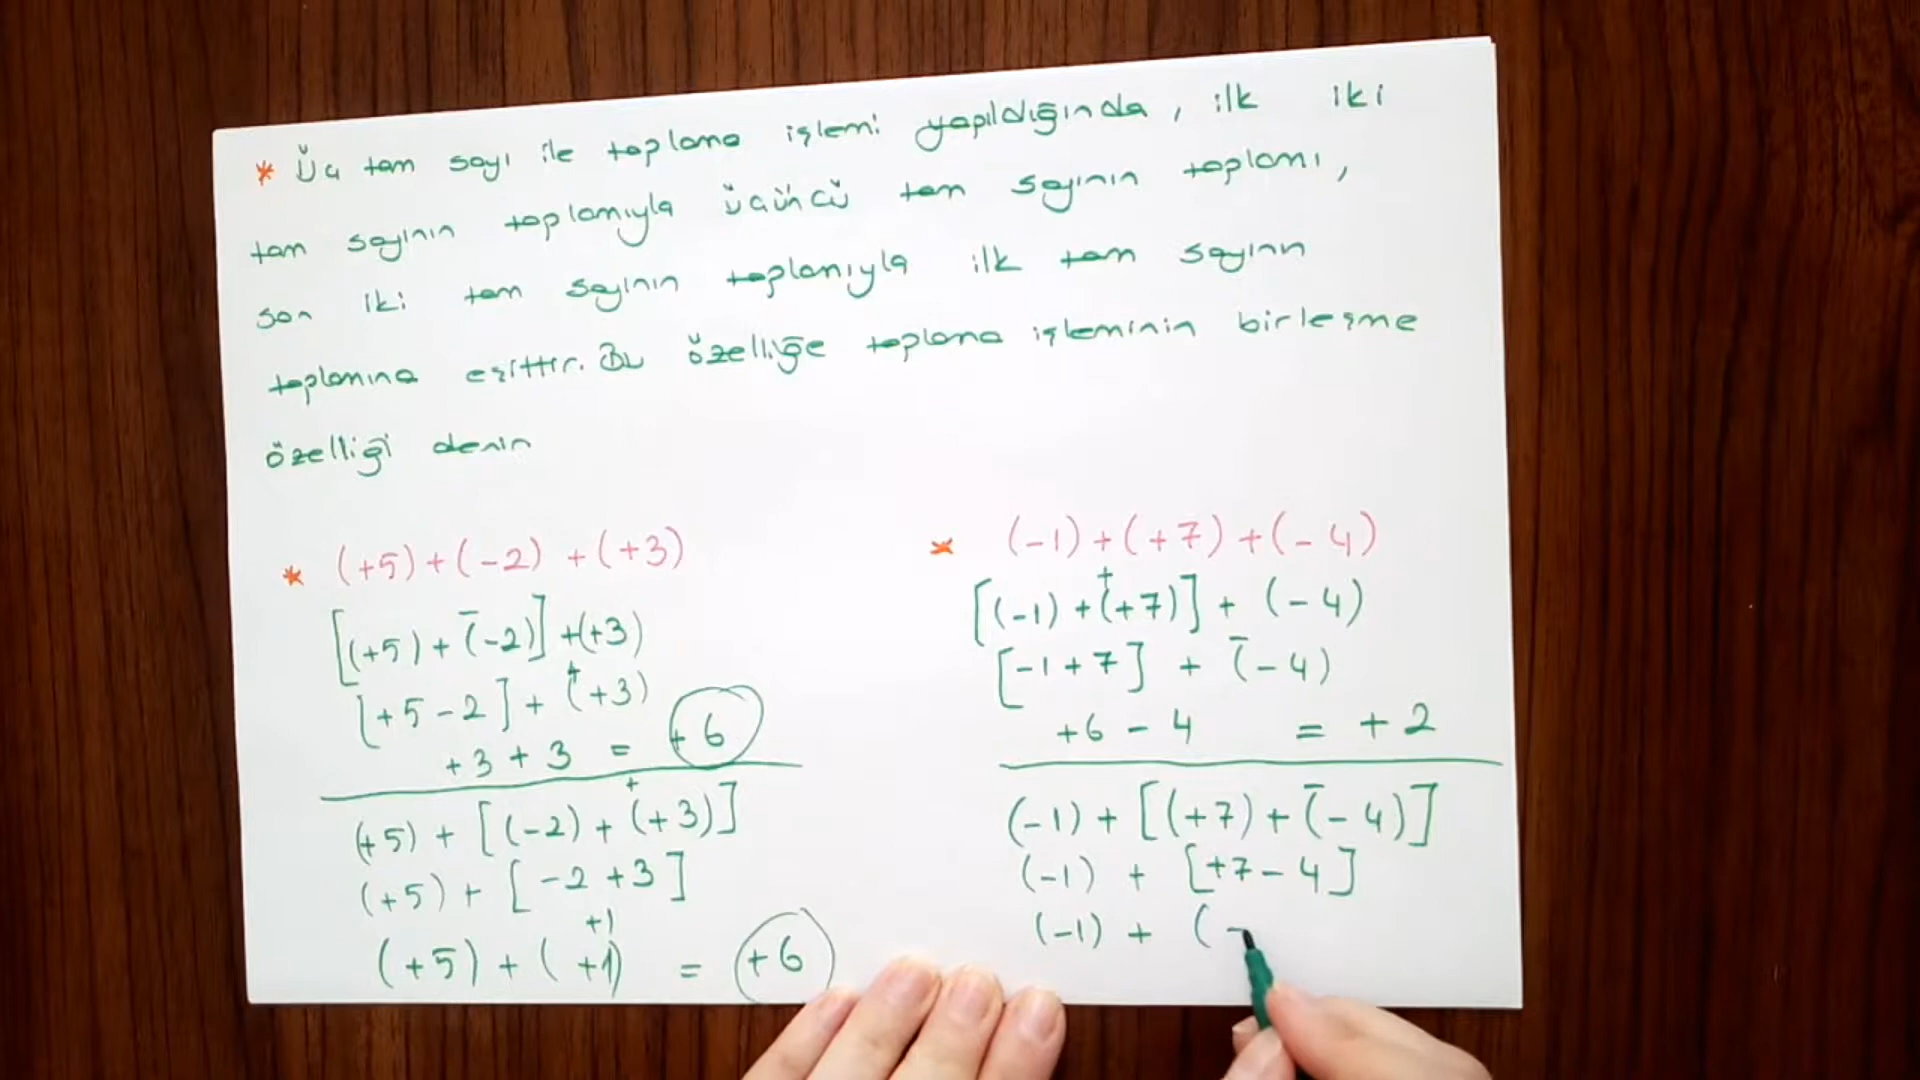 * Üç tam sayı ile toplama işlemi yapıldığında, ilk iki
tam sayının toplamıyla üçüncü tam sayının toplamı,
son iki tam sayının toplamıyla ilk tam sayının
toplamına eşittir. Bu özelliğe toplama işleminin birleşme
özelliği denir
* (+5)+(-2)+(+3)
[(+5)+(-2)]+(+3)
[+5-2]+(+3)
+3+3 = +6
(+5)+[(-2)+(+3)]
(+5)+[-2+3]
+1
(+5)+(+1) = +6
* (-1)+(+7)+(-4)
[(-1)+(+7)]+(-4)
[-1+7]+(-4)
+6-4 = +2
(-1)+[(+7)+(-4)]
(-1)+[+7-4]
(-1)+(